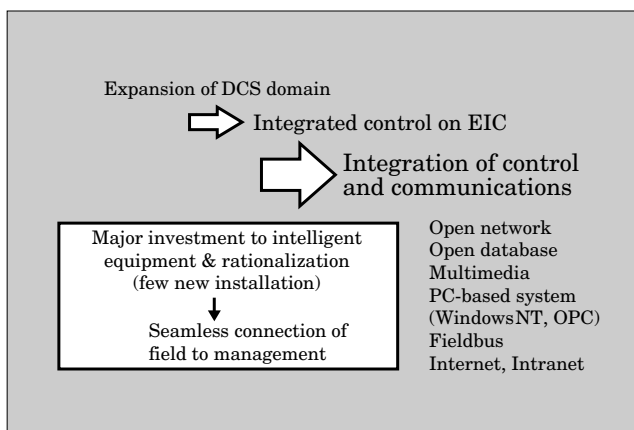 Expansion of DCS domain
Integrated control on EIC
Integration of control
and communications
Major investment to intelligent
equipment & rationalization
(few new installation)
Seamless connection of
field to management
Open network
Open database
Multimedia
PC-based system
(WindowsNT, OPC)
Fieldbus
Internet, Intranet